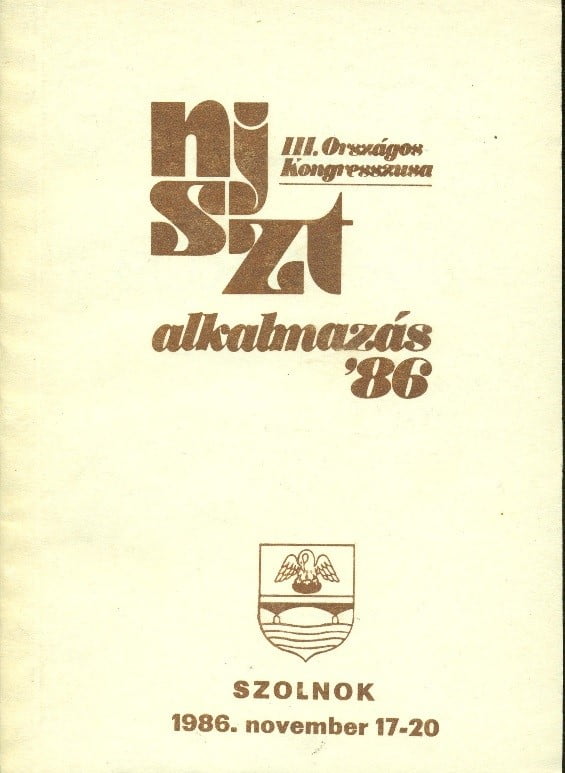 nj
szt
III. Országos
Kongresszusa
alkalmazás
'86
SZOLNOK
1986. november 17-20